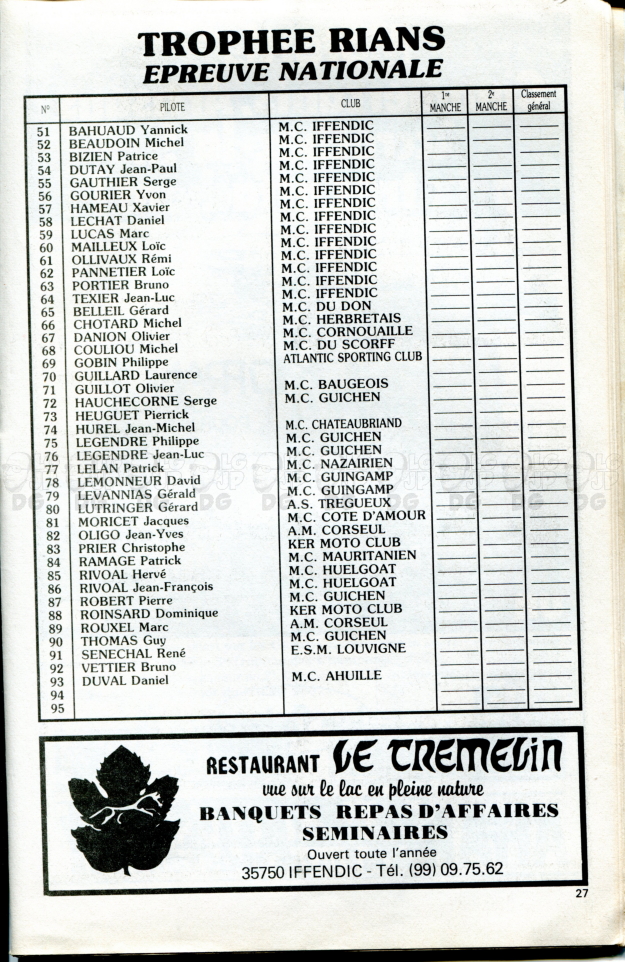 TROPHEE RIANS
EPREUVE NATIONALE
N° PILOTE CLUB 1re MANCHE 2e MANCHE Classement général
51 BAHUAUD Yannick M.C. IFFENDIC
52 BEAUDOIN Michel M.C. IFFENDIC
53 BIZIEN Patrice M.C. IFFENDIC
54 DUTAY Jean-Paul M.C. IFFENDIC
55 GAUTHIER Serge M.C. IFFENDIC
56 GOURIER Yvon M.C. IFFENDIC
57 HAMEAU Xavier M.C. IFFENDIC
58 LECHAT Daniel M.C. IFFENDIC
59 LUCAS Marc M.C. IFFENDIC
60 MAILLEUX Loïc M.C. IFFENDIC
61 OLLIVAUX Rémi M.C. IFFENDIC
62 PANNETIER Loïc M.C. IFFENDIC
63 PORTIER Bruno M.C. IFFENDIC
64 TEXIER Jean-Luc M.C. IFFENDIC
65 BELLEIL Gérard M.C. DU DON
66 CHOTARD Michel M.C. HERBRETAIS
67 DANION Olivier M.C. CORNOUAILLE
68 COULIOU Michel M.C. DU SCORFF
69 GOBIN Philippe ATLANTIC SPORTING CLUB
70 GUILLARD Laurence
71 GUILLOT Olivier M.C. BAUGEOIS
72 HAUCHECORNE Serge M.C. GUICHEN
73 HEUGUET Pierrick
74 HUREL Jean-Michel M.C. CHATEAUBRIAND
75 LEGENDRE Philippe M.C. GUICHEN
76 LEGENDRE Jean-Luc M.C. GUICHEN
77 LELAN Patrick M.C. NAZAIRIEN
78 LEMONNEUR David M.C. GUINGAMP
79 LEVANNIAS Gérald M.C. GUINGAMP
80 LUTRINGER Gérard A.S. TREGUEUX
81 MORICET Jacques M.C. COTE D'AMOUR
82 OLIGO Jean-Yves A.M. CORSEUL
83 PRIER Christophe KER MOTO CLUB
84 RAMAGE Patrick M.C. MAURITANIEN
85 RIVOAL Hervé M.C. HUELGOAT
86 RIVOAL Jean-François M.C. HUELGOAT
87 ROBERT Pierre M.C. GUICHEN
88 ROINSARD Dominique KER MOTO CLUB
89 ROUXEL Marc A.M. CORSEUL
90 THOMAS Guy M.C. GUICHEN
91 SENECHAL René E.S.M. LOUVIGNE
92 VETTIER Bruno
93 DUVAL Daniel M.C. AHUILLE
94
95
RESTAURANT LE TREMELIN
vue sur le lac en pleine nature
BANQUETS REPAS D'AFFAIRES
SEMINAIRES
Ouvert toute l'année
35750 IFFENDIC - Tél. (99) 09.75.62
27